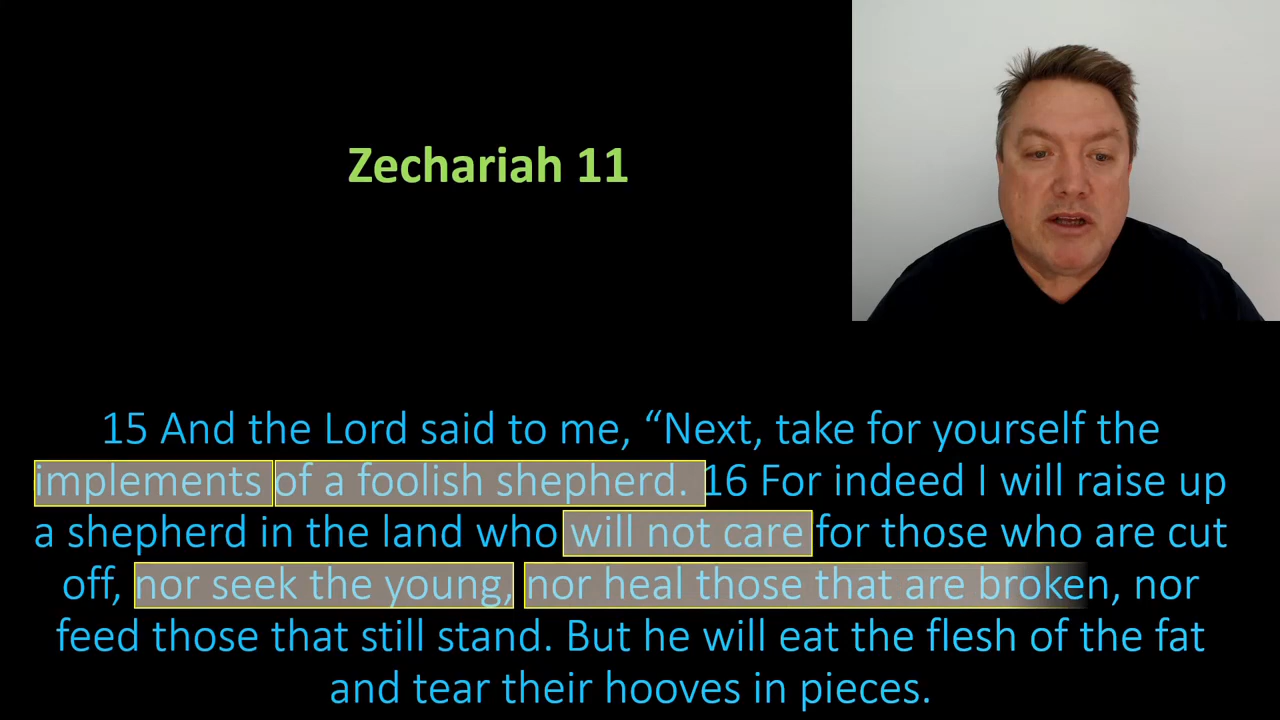 Zechariah 11
15 And the Lord said to me, “Next, take for yourself the
implements of a foolish shepherd. 16 For indeed I will raise up
a shepherd in the land who will not care for those who are cut
off, nor seek the young, nor heal those that are broken, nor
feed those that still stand. But he will eat the flesh of the fat
and tear their hooves in pieces.